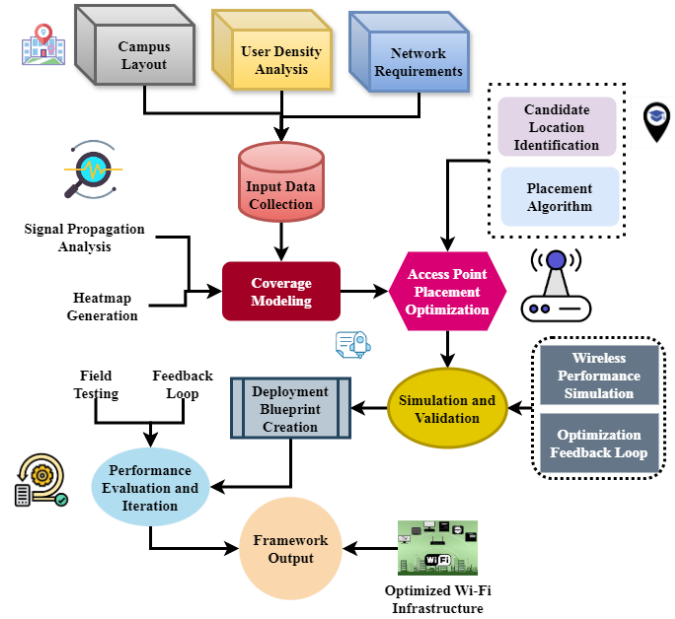 Campus
Layout
User Density
Analysis
Network
Requirements
Candidate
Location
Identification
Placement
Algorithm
Input Data
Collection
Signal Propagation
Analysis
Heatmap
Generation
Coverage
Modeling
Access Point
Placement
Optimization
Wireless
Performance
Simulation
Optimization
Feedback Loop
Simulation and
Validation
Deployment
Blueprint
Creation
Field
Testing
Feedback
Loop
Performance
Evaluation and
Iteration
Framework
Output
WiFi
Optimized Wi-Fi
Infrastructure